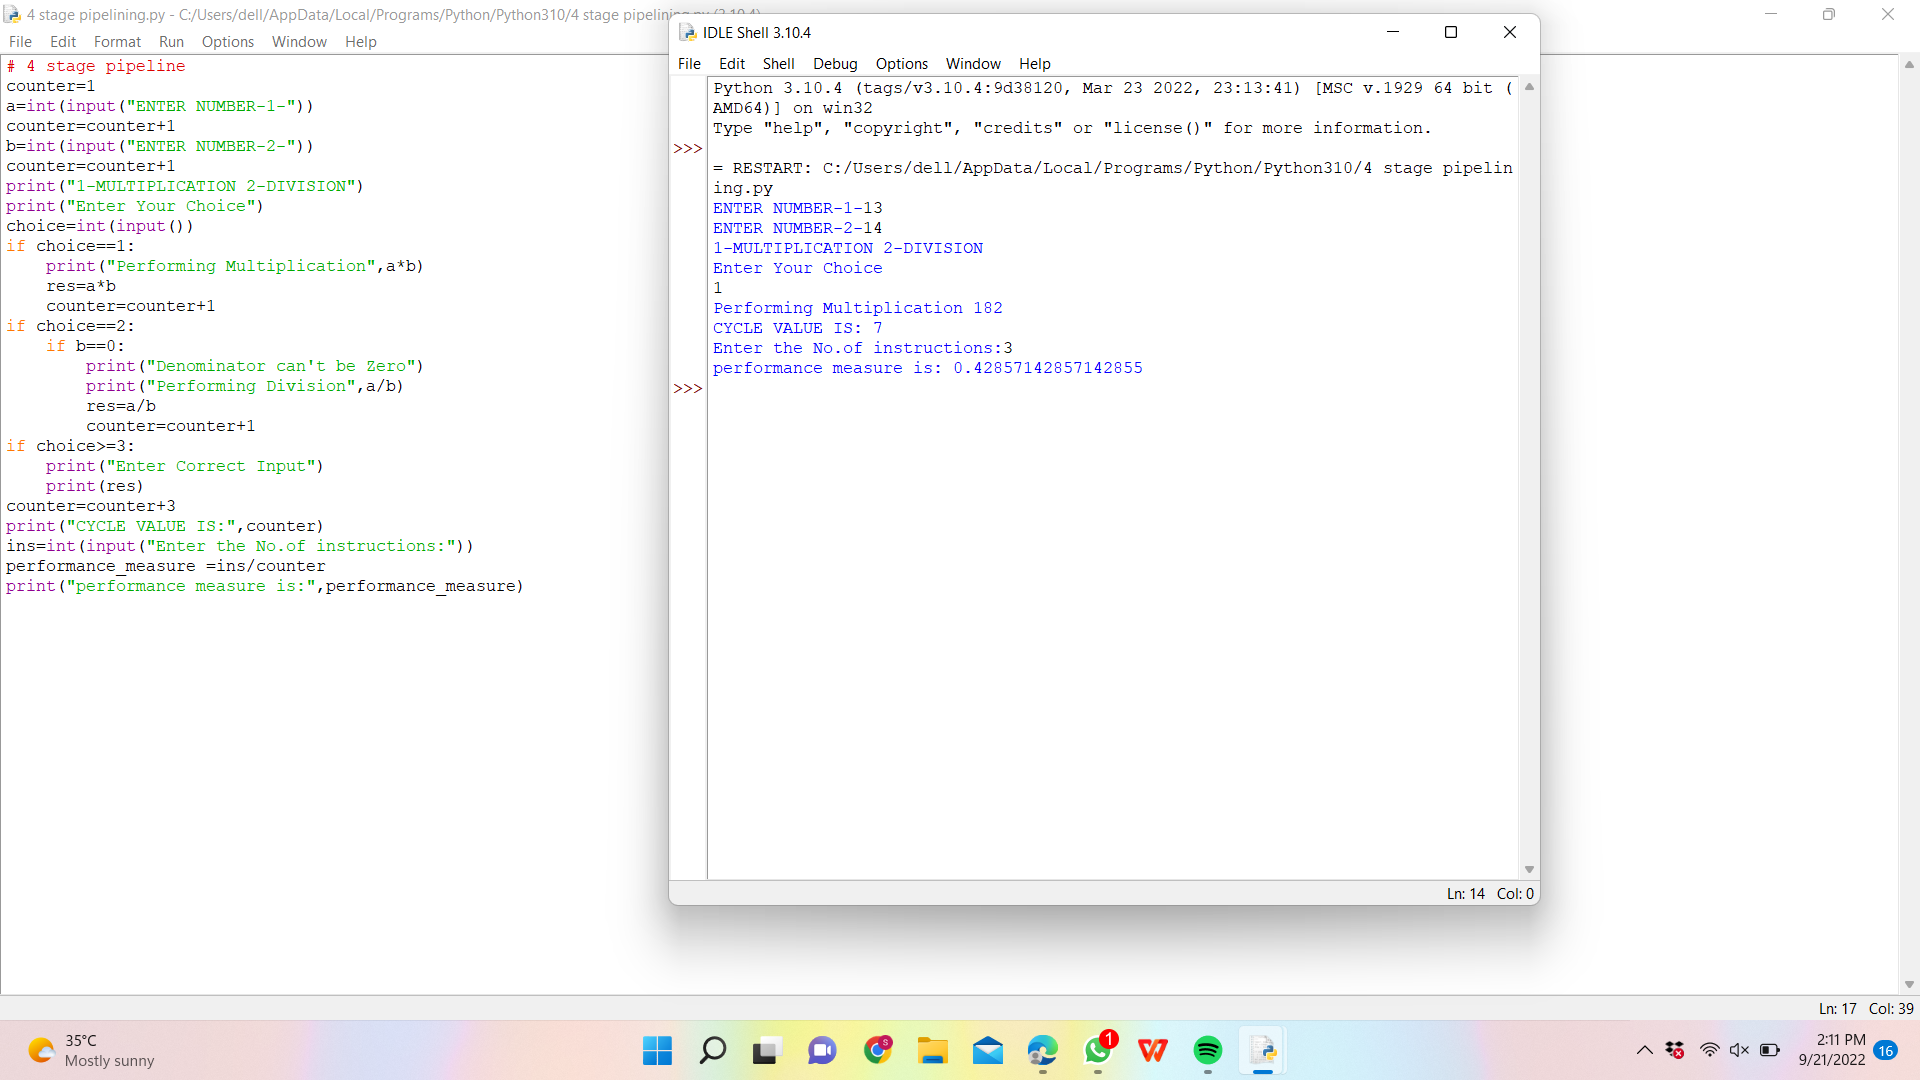 4 stage pipelining.py - C:/Users/dell/AppData/Local/Programs/Python/Python310/4 stage pipelining.py (3.10.4)
File Edit Format Run Options Window Help
# 4 stage pipeline
counter=1
a=int(input("ENTER NUMBER-1-"))
counter=counter+1
b=int(input("ENTER NUMBER-2-"))
counter=counter+1
print("1-MULTIPLICATION 2-DIVISION")
print("Enter Your Choice")
choice=int(input())
if choice==1:
    print("Performing Multiplication",a*b)
    res=a*b
    counter=counter+1
if choice==2:
    if b==0:
        print("Denominator can't be Zero")
        print("Performing Division",a/b)
        res=a/b
        counter=counter+1
if choice>=3:
    print("Enter Correct Input")
    print(res)
counter=counter+3
print("CYCLE VALUE IS:",counter)
ins=int(input("Enter the No.of instructions:"))
performance_measure =ins/counter
print("performance measure is:",performance_measure)
IDLE Shell 3.10.4
File Edit Shell Debug Options Window Help
Python 3.10.4 (tags/v3.10.4:9d38120, Mar 23 2022, 23:13:41) [MSC v.1929 64 bit (
AMD64)] on win32
Type "help", "copyright", "credits" or "license()" for more information.
>>>
= RESTART: C:/Users/dell/AppData/Local/Programs/Python/Python310/4 stage pipelin
ing.py
ENTER NUMBER-1-13
ENTER NUMBER-2-14
1-MULTIPLICATION 2-DIVISION
Enter Your Choice
1
Performing Multiplication 182
CYCLE VALUE IS: 7
Enter the No.of instructions:3
performance measure is: 0.42857142857142855
>>>
Ln: 14 Col: 0
Ln: 17 Col: 39
35°C
Mostly sunny
S
1
2:11 PM
9/21/2022
16